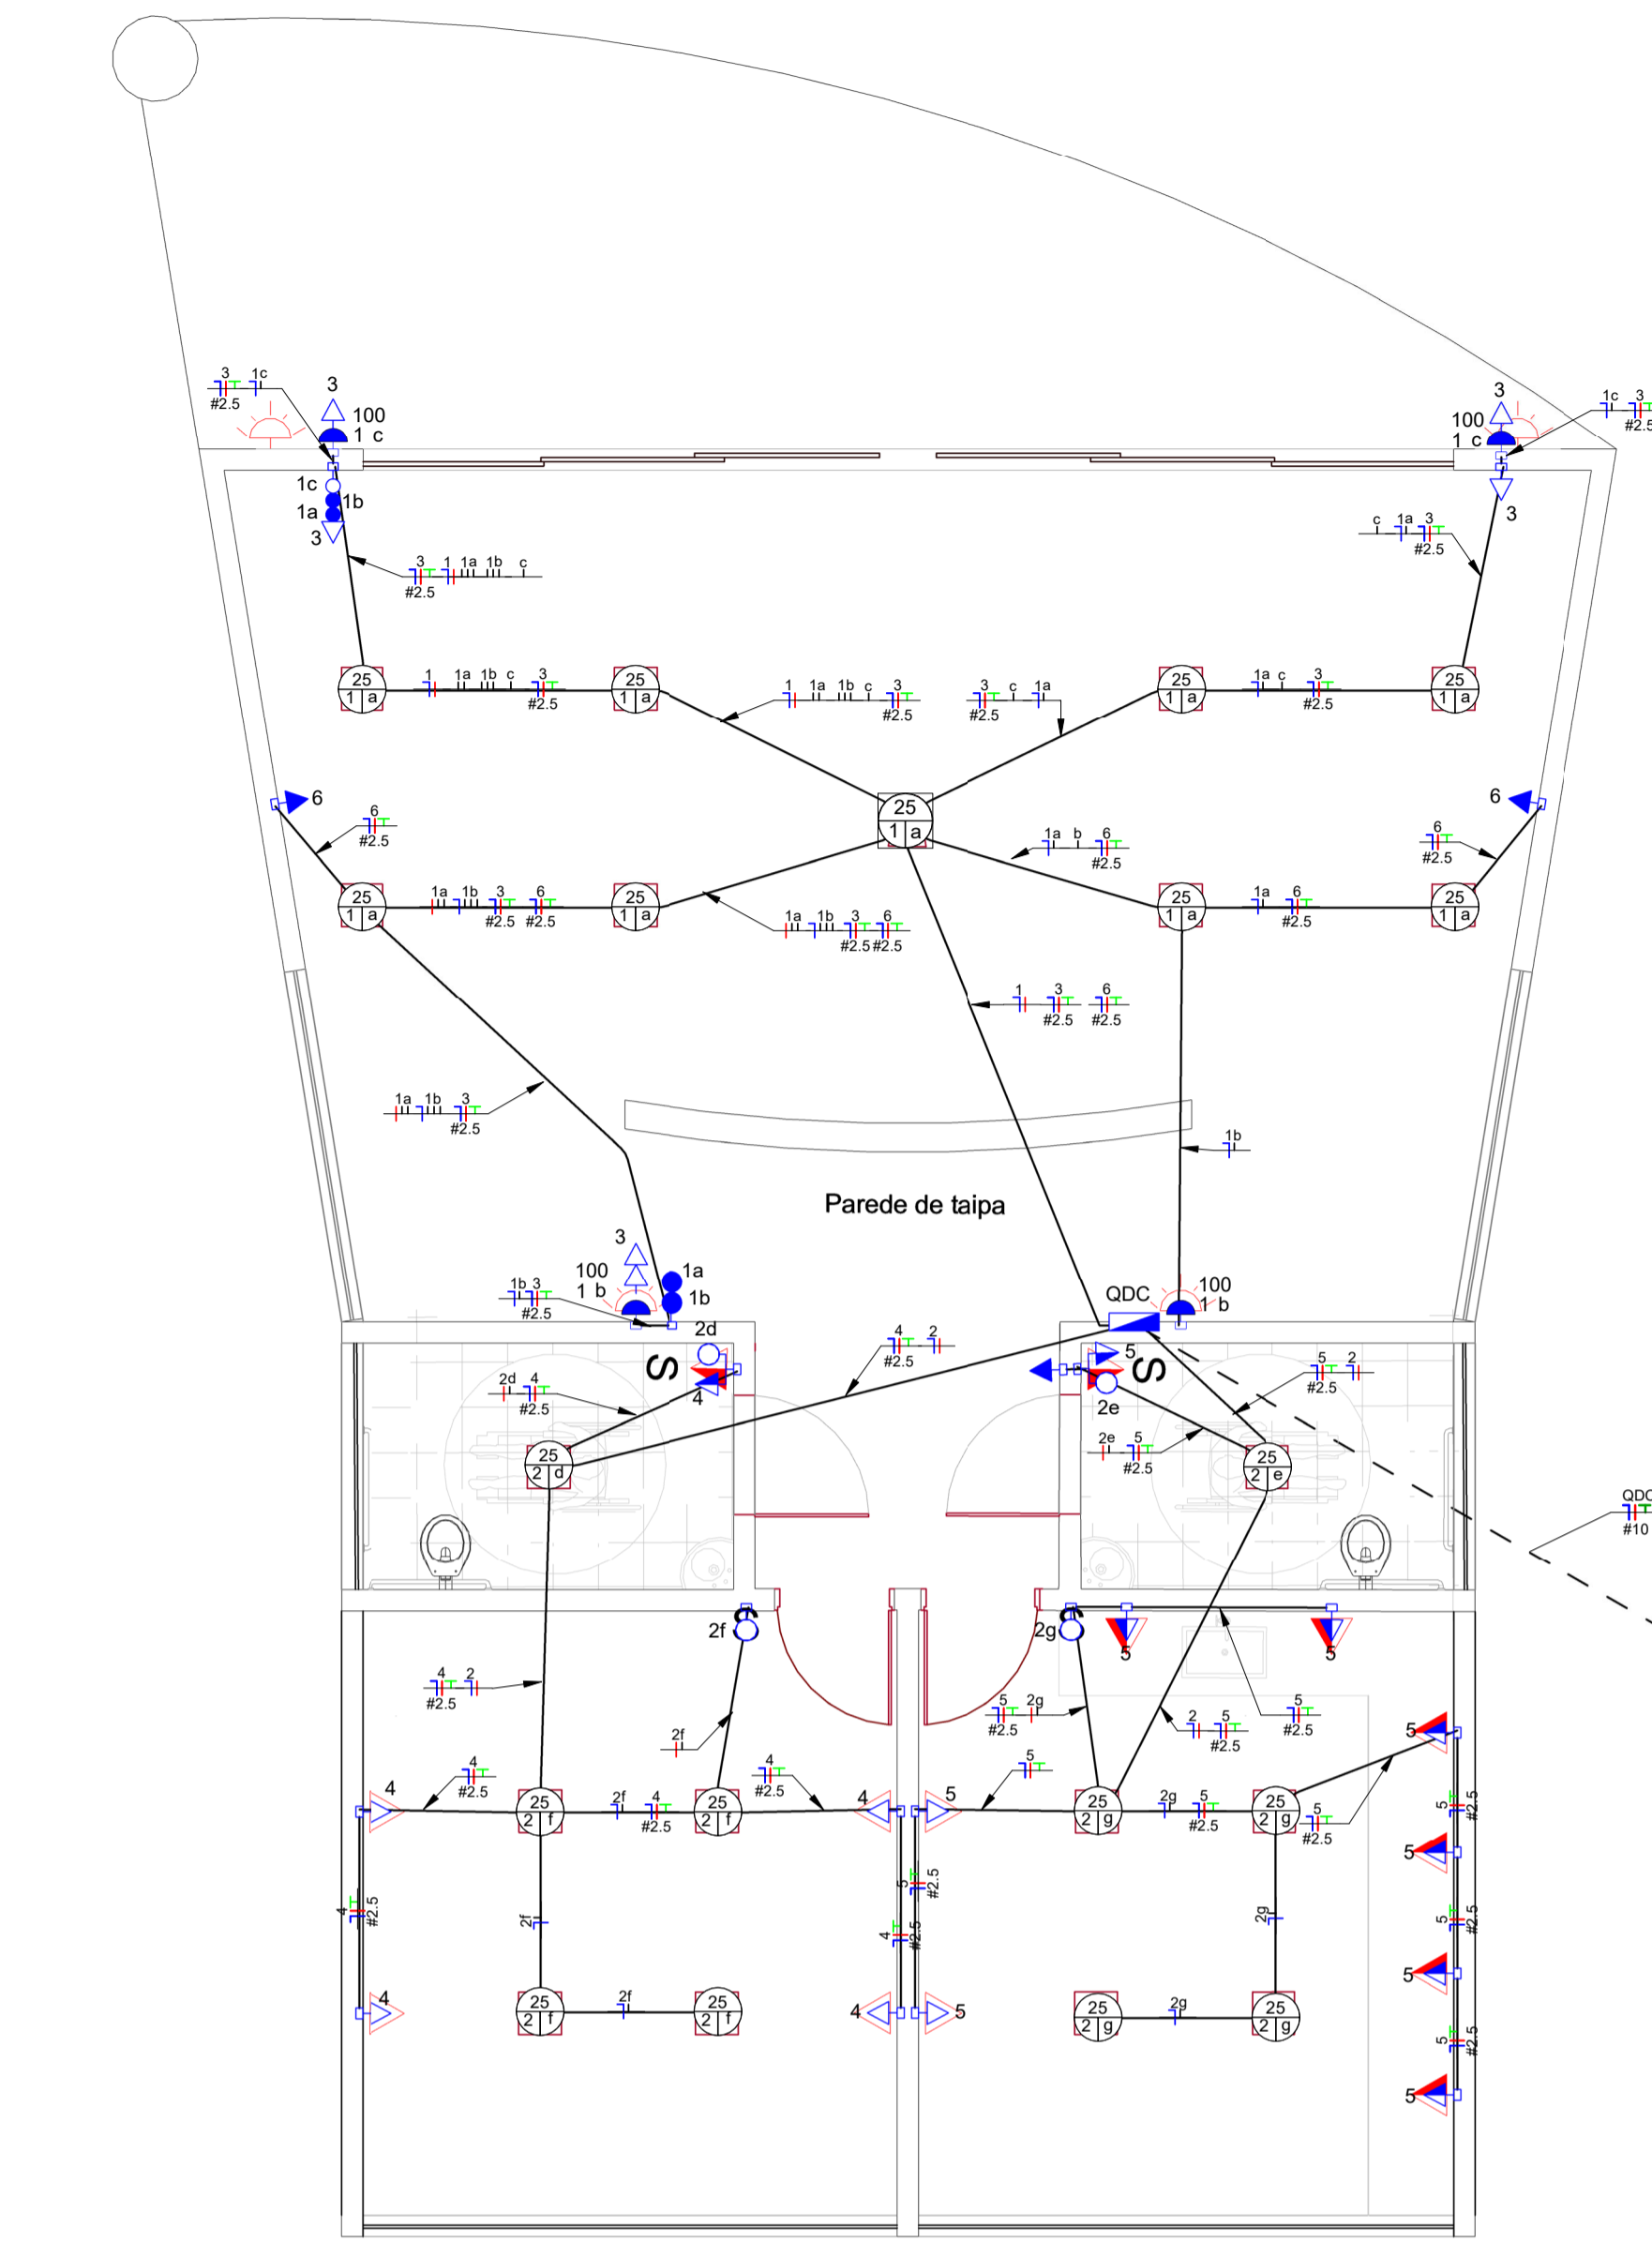 3 1c
#2.5
3
100
1 c
3
100
1 c
1c 3
#2.5
1c
1b
1a
3
3
3 1 1a 1b c
#2.5
c 1a 3
#2.5
25
1 a
1 1a 1b c 3
#2.5
25
1 a
1 1a 1b c 3
#2.5
3 c 1a
#2.5
25
1 a
1a c 3
#2.5
25
1 a
6
6
#2.5
25
1 a
1a b 6
#2.5
6
6
#2.5
25
1 a
1a 1b 3 6
#2.5 #2.5
25
1 a
1a 1b 3 6
#2.5 #2.5
25
1 a
1a 6
#2.5
25
1 a
1 3 6
#2.5 #2.5
1a 1b 3
#2.5
1b
Parede de taipa
3
100
1 b
1a
1b
1b 3
#2.5
QDC
100
1 b
2d
S
4
2d 4
#2.5
4 2
#2.5
5
S
2e
5 2
#2.5
2e 5
#2.5
25
2 d
25
2 e
QDC
#10
2f
S
2g
S
5
5
4 2
#2.5
2f
5 2g
#2.5
2 5
#2.5
5
#2.5
5
4
#2.5
4
#2.5
5
4
25
2 f
2f 4
#2.5
25
2 f
4
5
25
2 g
2g 5
#2.5
25
2 g
5
#2.5
5
#2.5
5
4
#2.5
2f
5
#2.5
4
#2.5
2g
5
#2.5
5
4
25
2 f
2f
25
2 f
4
5
25
2 g
2g
25
2 g
5
#2.5
5